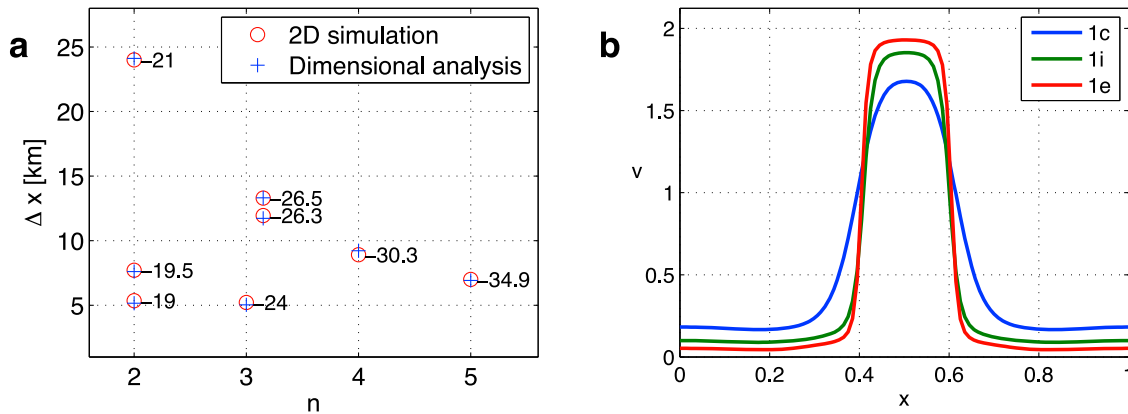 a
2D simulation
Dimensional analysis
25
20
15
10
5
Δ x [km]
–21
–26.5
–26.3
–19.5
–19
–24
–30.3
–34.9
2
3
4
5
n
b
1c
1i
1e
2
1.5
1
0.5
0
v
0
0.2
0.4
0.6
0.8
1
x